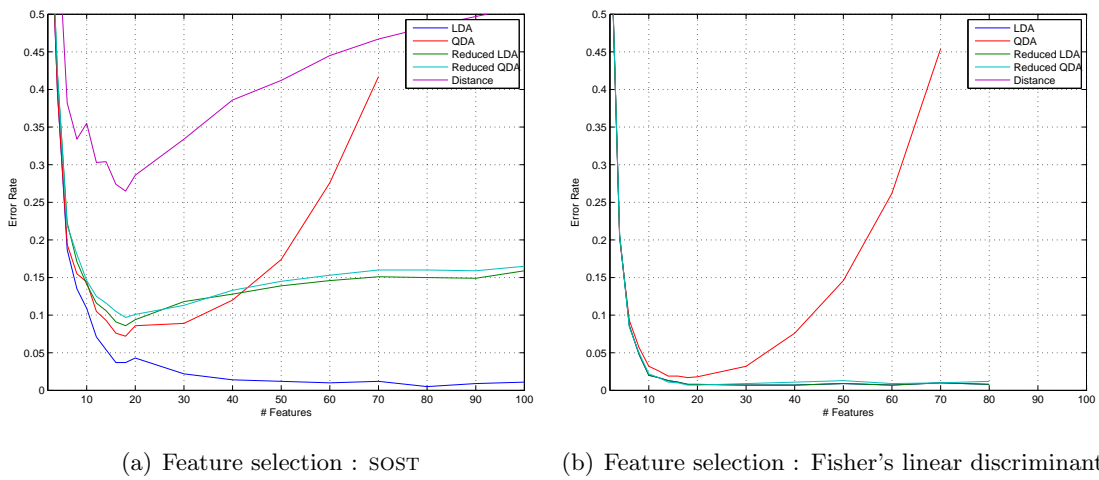 0.5
0.45
0.4
0.35
0.3
0.25
0.2
0.15
0.1
0.05
0
Error Rate
10 20 30 40 50 60 70 80 90 100
# Features
LDA
QDA
Reduced LDA
Reduced QDA
Distance
(a) Feature selection : SOST
0.5
0.45
0.4
0.35
0.3
0.25
0.2
0.15
0.1
0.05
0
Error Rate
10 20 30 40 50 60 70 80 90 100
# Features
LDA
QDA
Reduced LDA
Reduced QDA
Distance
(b) Feature selection : Fisher's linear discriminant